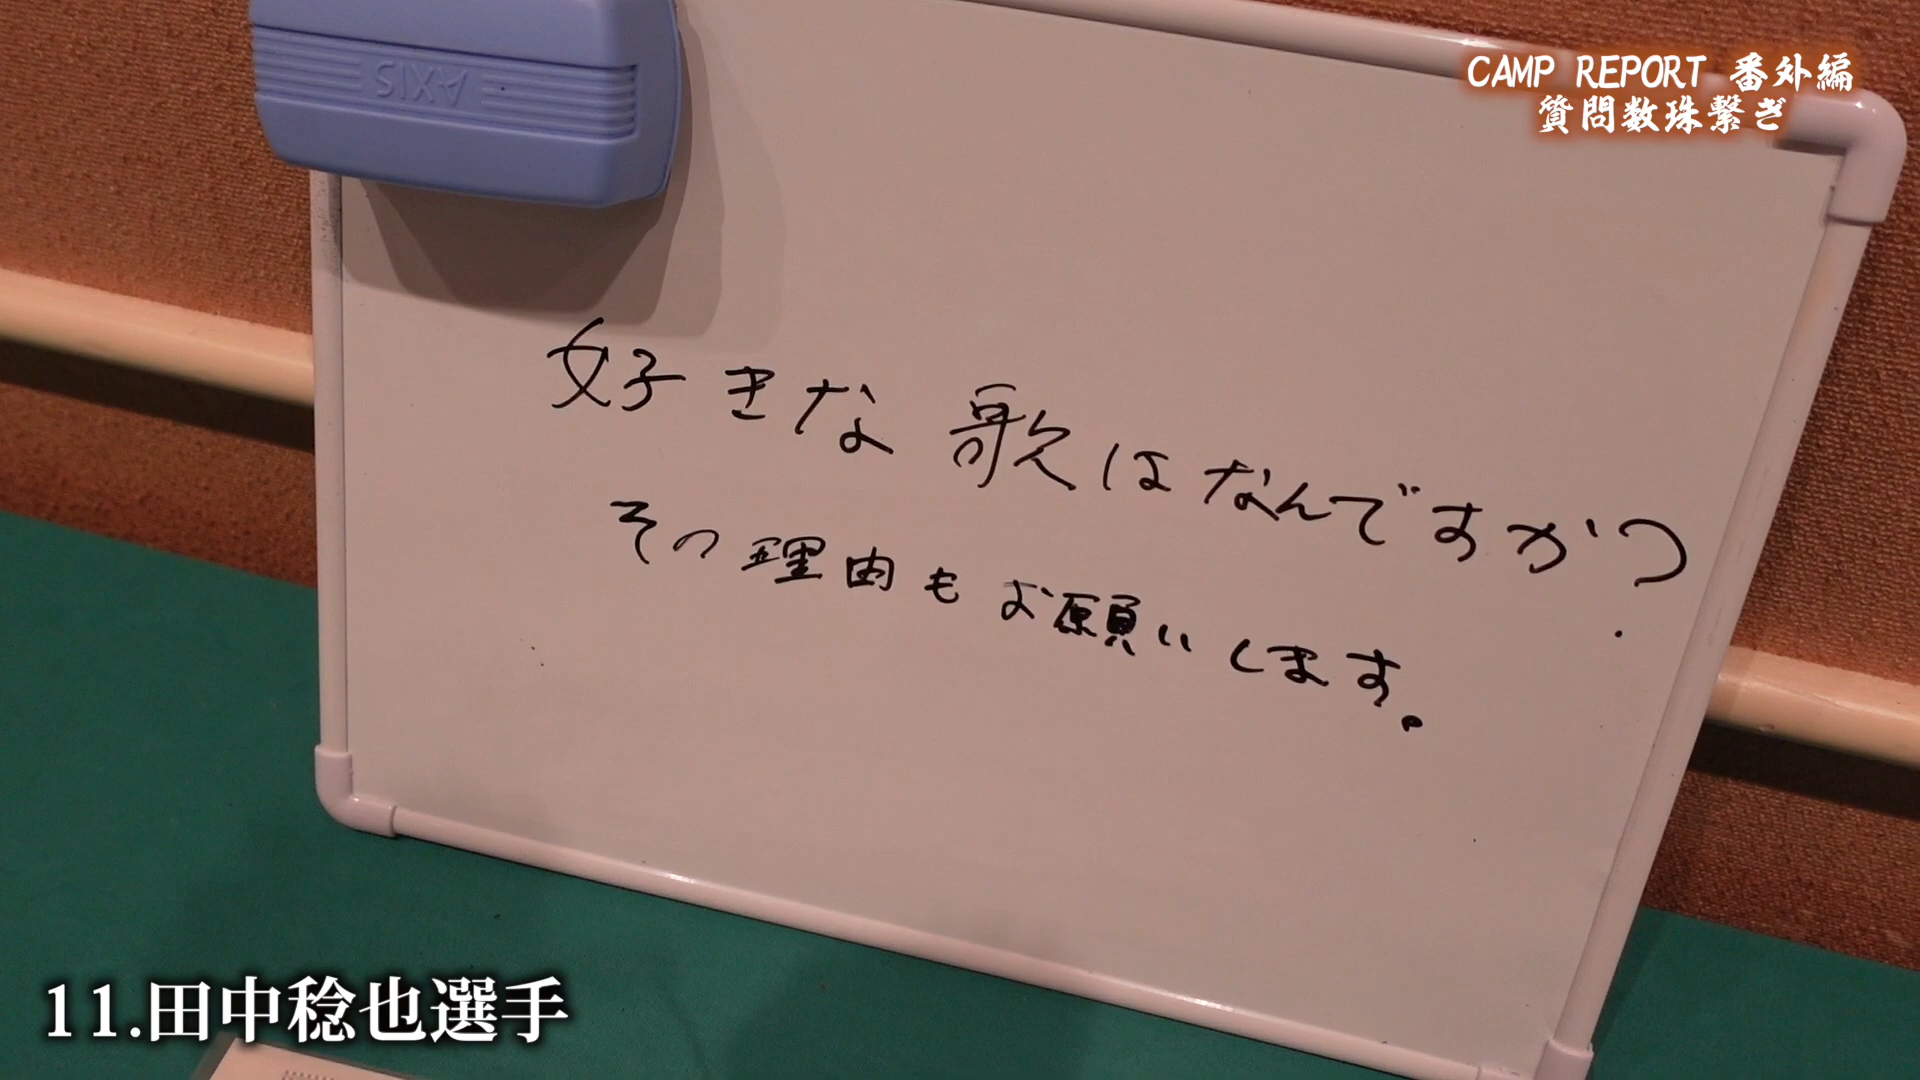 AXIS
CAMP REPORT 番外編
質問数珠繋ぎ
好きな歌はなんですか?
その理由もお願いします。
11.田中稔也選手